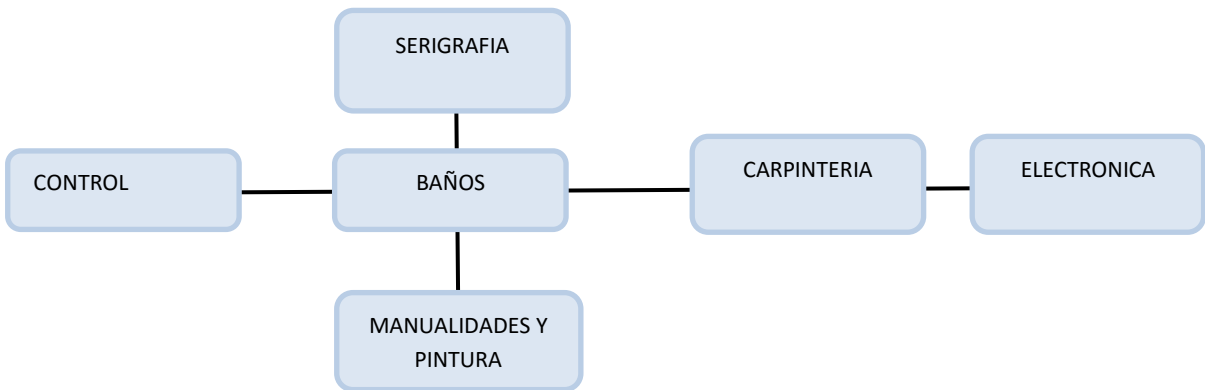 SERIGRAFIA
CONTROL
BAÑOS
CARPINTERIA
ELECTRONICA
MANUALIDADES Y
PINTURA